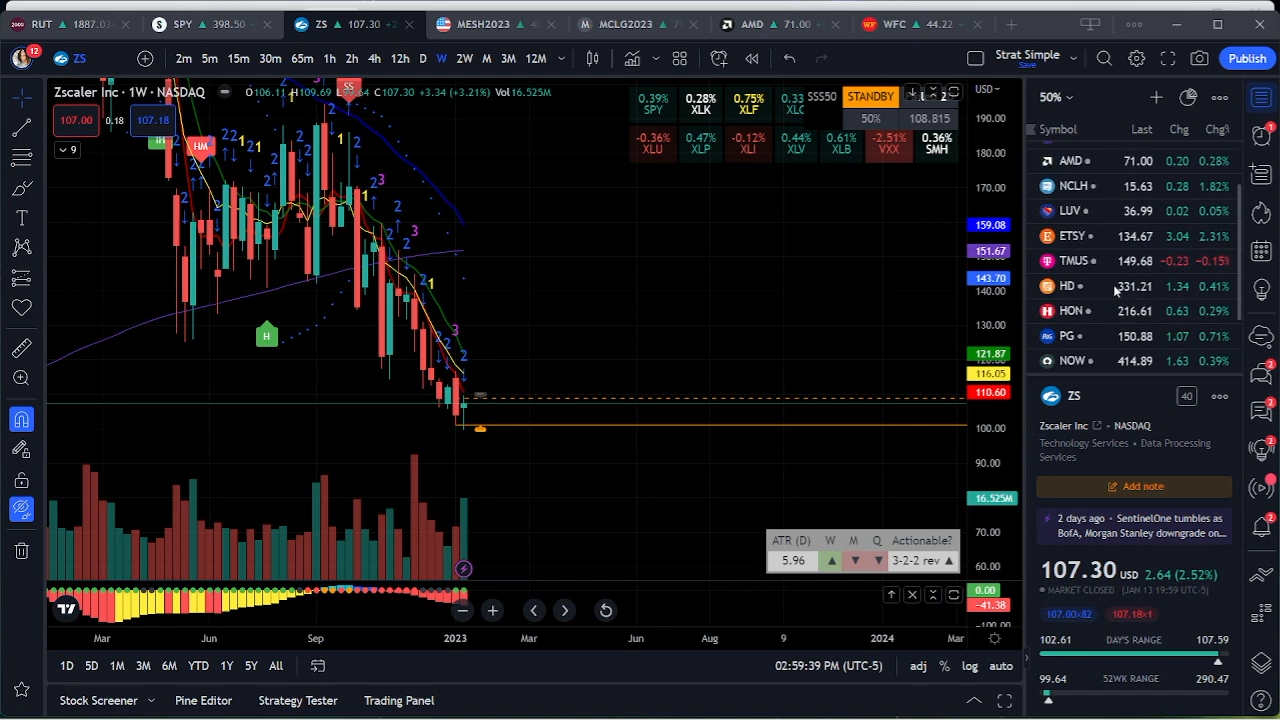 RUT ▲ 1887.03
SPY ▲ 398.50
ZS ▲ 107.30
MESH2023
MCLG2023
AMD ▲ 71.00
WFC ▲ 44.22
12
ZS
2m 5m 15m 30m 65m 1h 2h 4h 12h D W 2W M 3M 12M
Strat Simple
Save
Publish
Zscaler Inc · 1W · NASDAQ
C107.30 +3.34 (+3.21%) Vol16.525M
107.00 0.18 107.18
9
0.39% SPY
0.28% XLK
0.75% XLF
0.33 XLC
SSS50 STANDBY
50% 108.815
-0.36% XLU
0.47% XLP
-0.12% XLI
0.44% XLV
0.61% XLB
-2.51% VXX
0.36% SMH
HM
SS
H
USD
190.00
180.00
170.00
159.08
151.67
143.70
140.00
130.00
121.87
116.05
110.60
100.00
90.00
16.525M
70.00
60.00
0.00
-41.38
ATR (D) W M Q Actionable?
5.96 ▲ ▼ ▼ 3-2-2 rev ▲
Mar Jun Sep 2023 Mar Jun Aug 9 2024 Mar
1D 5D 1M 3M 6M YTD 1Y 5Y All
02:59:39 PM (UTC-5) adj % log auto
Stock Screener Pine Editor Strategy Tester Trading Panel
50%
Symbol Last Chg Chg%
AMD 71.00 0.20 0.28%
NCLH 15.63 0.28 1.82%
LUV 36.99 0.02 0.05%
ETSY 134.67 3.04 2.31%
TMUS 149.68 -0.23 -0.15%
HD 331.21 1.34 0.41%
HON 216.61 0.63 0.29%
PG 150.88 1.07 0.71%
NOW 414.89 1.63 0.39%
ZS
40
Zscaler Inc · NASDAQ
Technology Services · Data Processing
Services
Add note
2 days ago · SentinelOne tumbles as
BofA, Morgan Stanley downgrade on...
107.30 USD 2.64 (2.52%)
MARKET CLOSED (JAN 13 19:59 UTC-5)
107.00×82 107.18×1
102.61 DAY'S RANGE 107.59
99.64 52WK RANGE 290.47